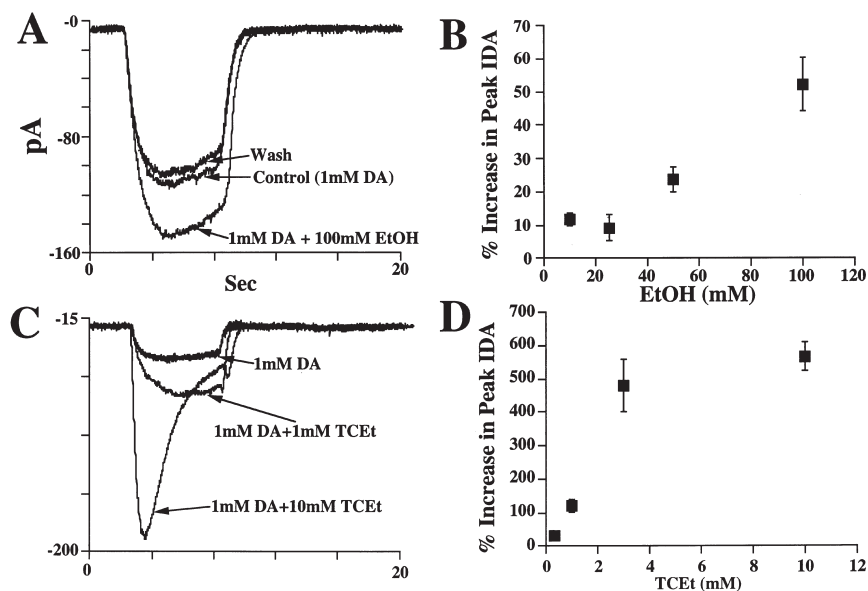 A
-0
-80
-160
pA
Wash
Control (1mM DA)
1mM DA + 100mM EtOH
0
20
Sec
B
% Increase in Peak IDA
70
60
50
40
30
20
10
0
0 20 40 60 80 100 120
EtOH (mM)
C
-15
-200
1mM DA
1mM DA+1mM TCEt
1mM DA+10mM TCEt
0
20
D
% Increase in Peak IDA
700
600
500
400
300
200
100
0
0 2 4 6 8 10 12
TCEt (mM)